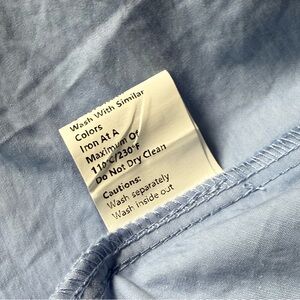 Wash With Similar
Colors
Iron At A
Maximum Of
110°C/230°F
Do Not Dry Clean
Cautions:
Wash separately
Wash inside out